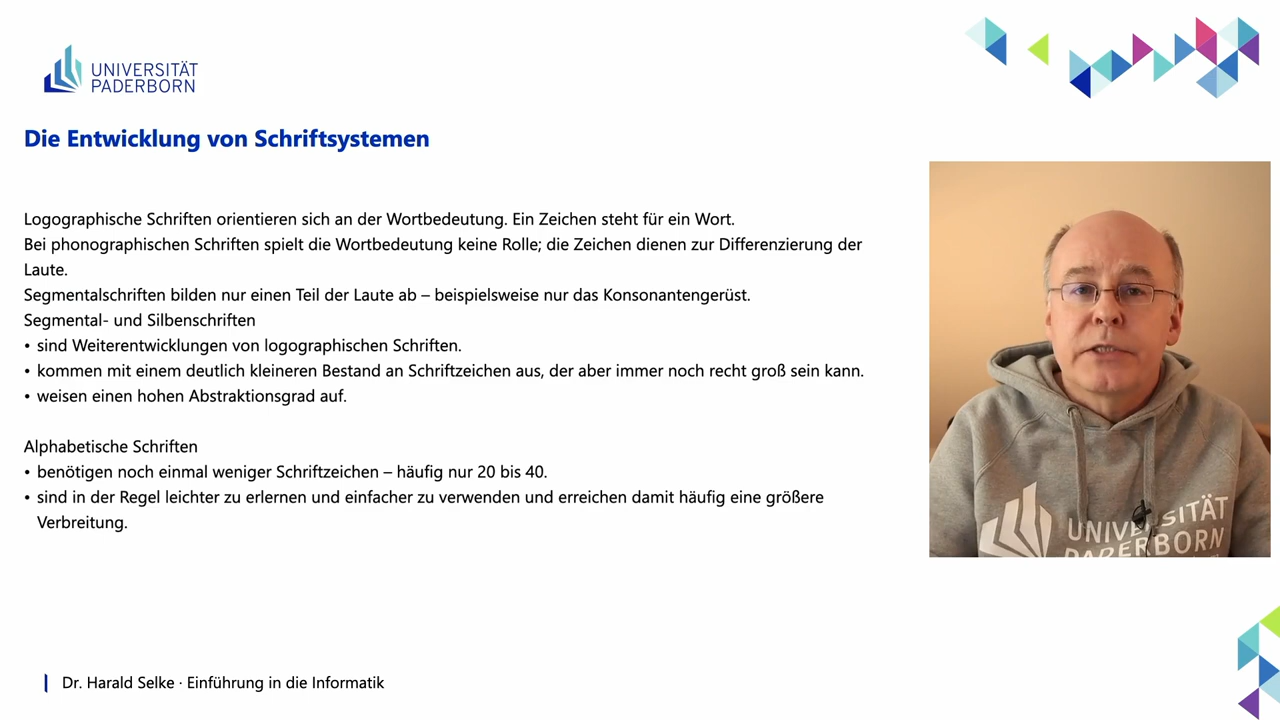 UNIVERSITÄT
PADERBORN
Die Entwicklung von Schriftsystemen
Logographische Schriften orientieren sich an der Wortbedeutung. Ein Zeichen steht für ein Wort.
Bei phonographischen Schriften spielt die Wortbedeutung keine Rolle; die Zeichen dienen zur Differenzierung der
Laute.
Segmentalschriften bilden nur einen Teil der Laute ab – beispielsweise nur das Konsonantengerüst.
Segmental- und Silbenschriften
• sind Weiterentwicklungen von logographischen Schriften.
• kommen mit einem deutlich kleineren Bestand an Schriftzeichen aus, der aber immer noch recht groß sein kann.
• weisen einen hohen Abstraktionsgrad auf.
Alphabetische Schriften
• benötigen noch einmal weniger Schriftzeichen – häufig nur 20 bis 40.
• sind in der Regel leichter zu erlernen und einfacher zu verwenden und erreichen damit häufig eine größere
Verbreitung.
UNIVERSITÄT
PADERBORN
Dr. Harald Selke · Einführung in die Informatik